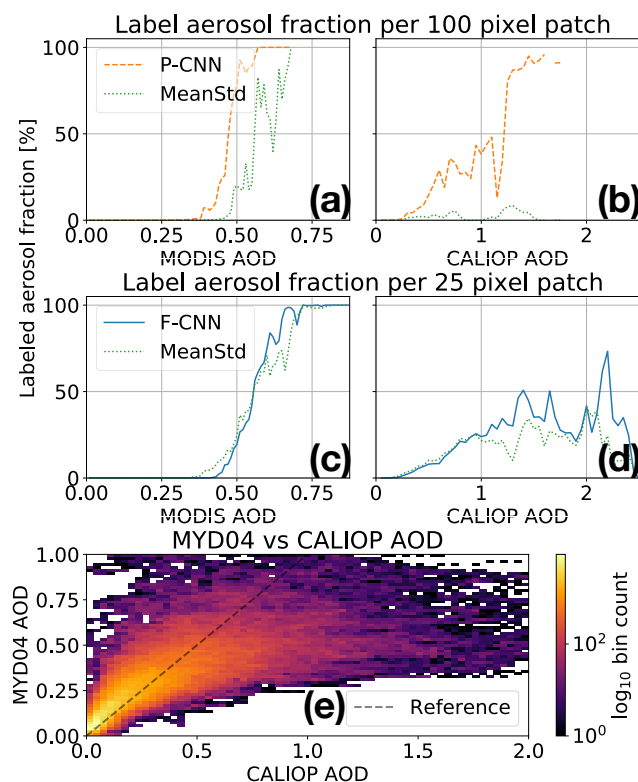 Label aerosol fraction per 100 pixel patch
100
50
0
P-CNN
MeanStd
(a)
(b)
0.00 0.25 0.50 0.75
0 1 2
MODIS AOD
CALIOP AOD
Labeled aerosol fraction [%]
Label aerosol fraction per 25 pixel patch
100
50
0
F-CNN
MeanStd
(c)
(d)
0.00 0.25 0.50 0.75
0 1 2
MODIS AOD
CALIOP AOD
MYD04 vs CALIOP AOD
1.00
0.75
0.50
0.25
0.00
MYD04 AOD
(e)
Reference
0.0 0.5 1.0 1.5 2.0
CALIOP AOD
10²
10⁰
log₁₀ bin count